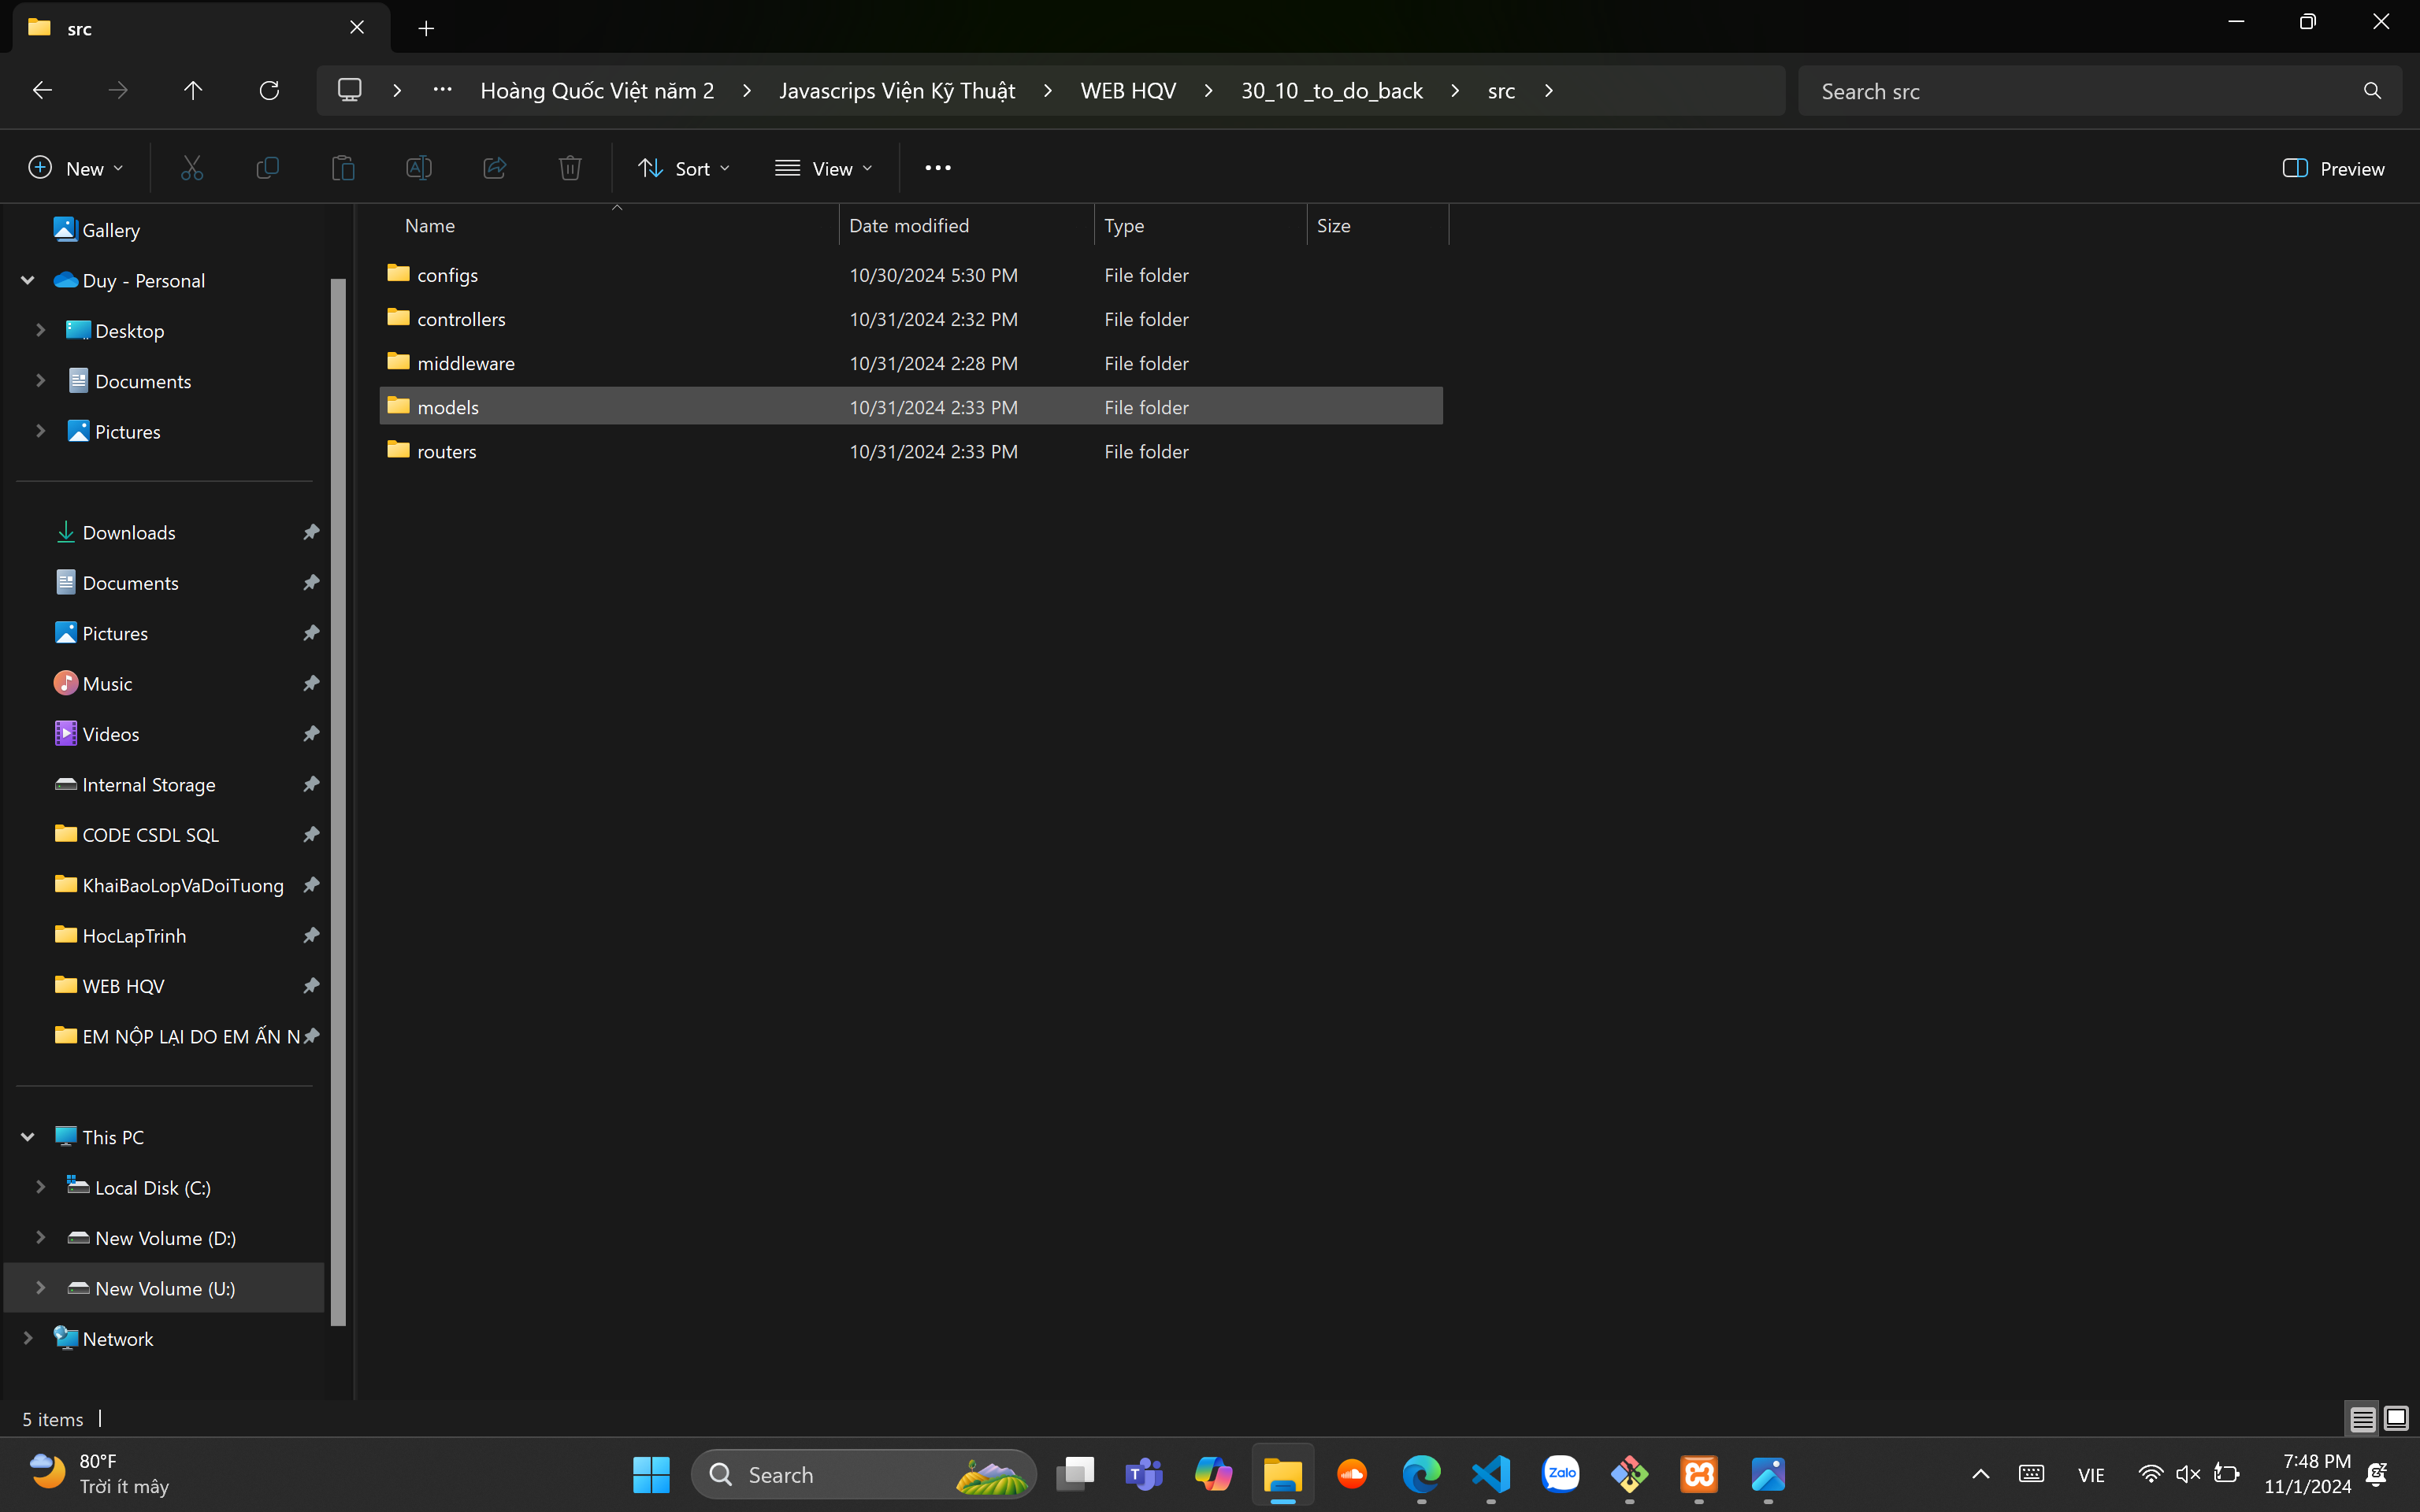 src
Hoàng Quốc Việt năm 2 Javascrips Viện Kỹ Thuật WEB HQV 30_10 _to_do_back src
Search src
New
Sort
View
Preview
Name Date modified Type Size
configs 10/30/2024 5:30 PM File folder
controllers 10/31/2024 2:32 PM File folder
middleware 10/31/2024 2:28 PM File folder
models 10/31/2024 2:33 PM File folder
routers 10/31/2024 2:33 PM File folder
Gallery
Duy - Personal
Desktop
Documents
Pictures
Downloads
Documents
Pictures
Music
Videos
Internal Storage
CODE CSDL SQL
KhaiBaoLopVaDoiTuong
HocLapTrinh
WEB HQV
EM NỘP LẠI DO EM ẤN N
This PC
Local Disk (C:)
New Volume (D:)
New Volume (U:)
Network
5 items
80°F
Trời ít mây
Search
Zalo
VIE
7:48 PM
11/1/2024